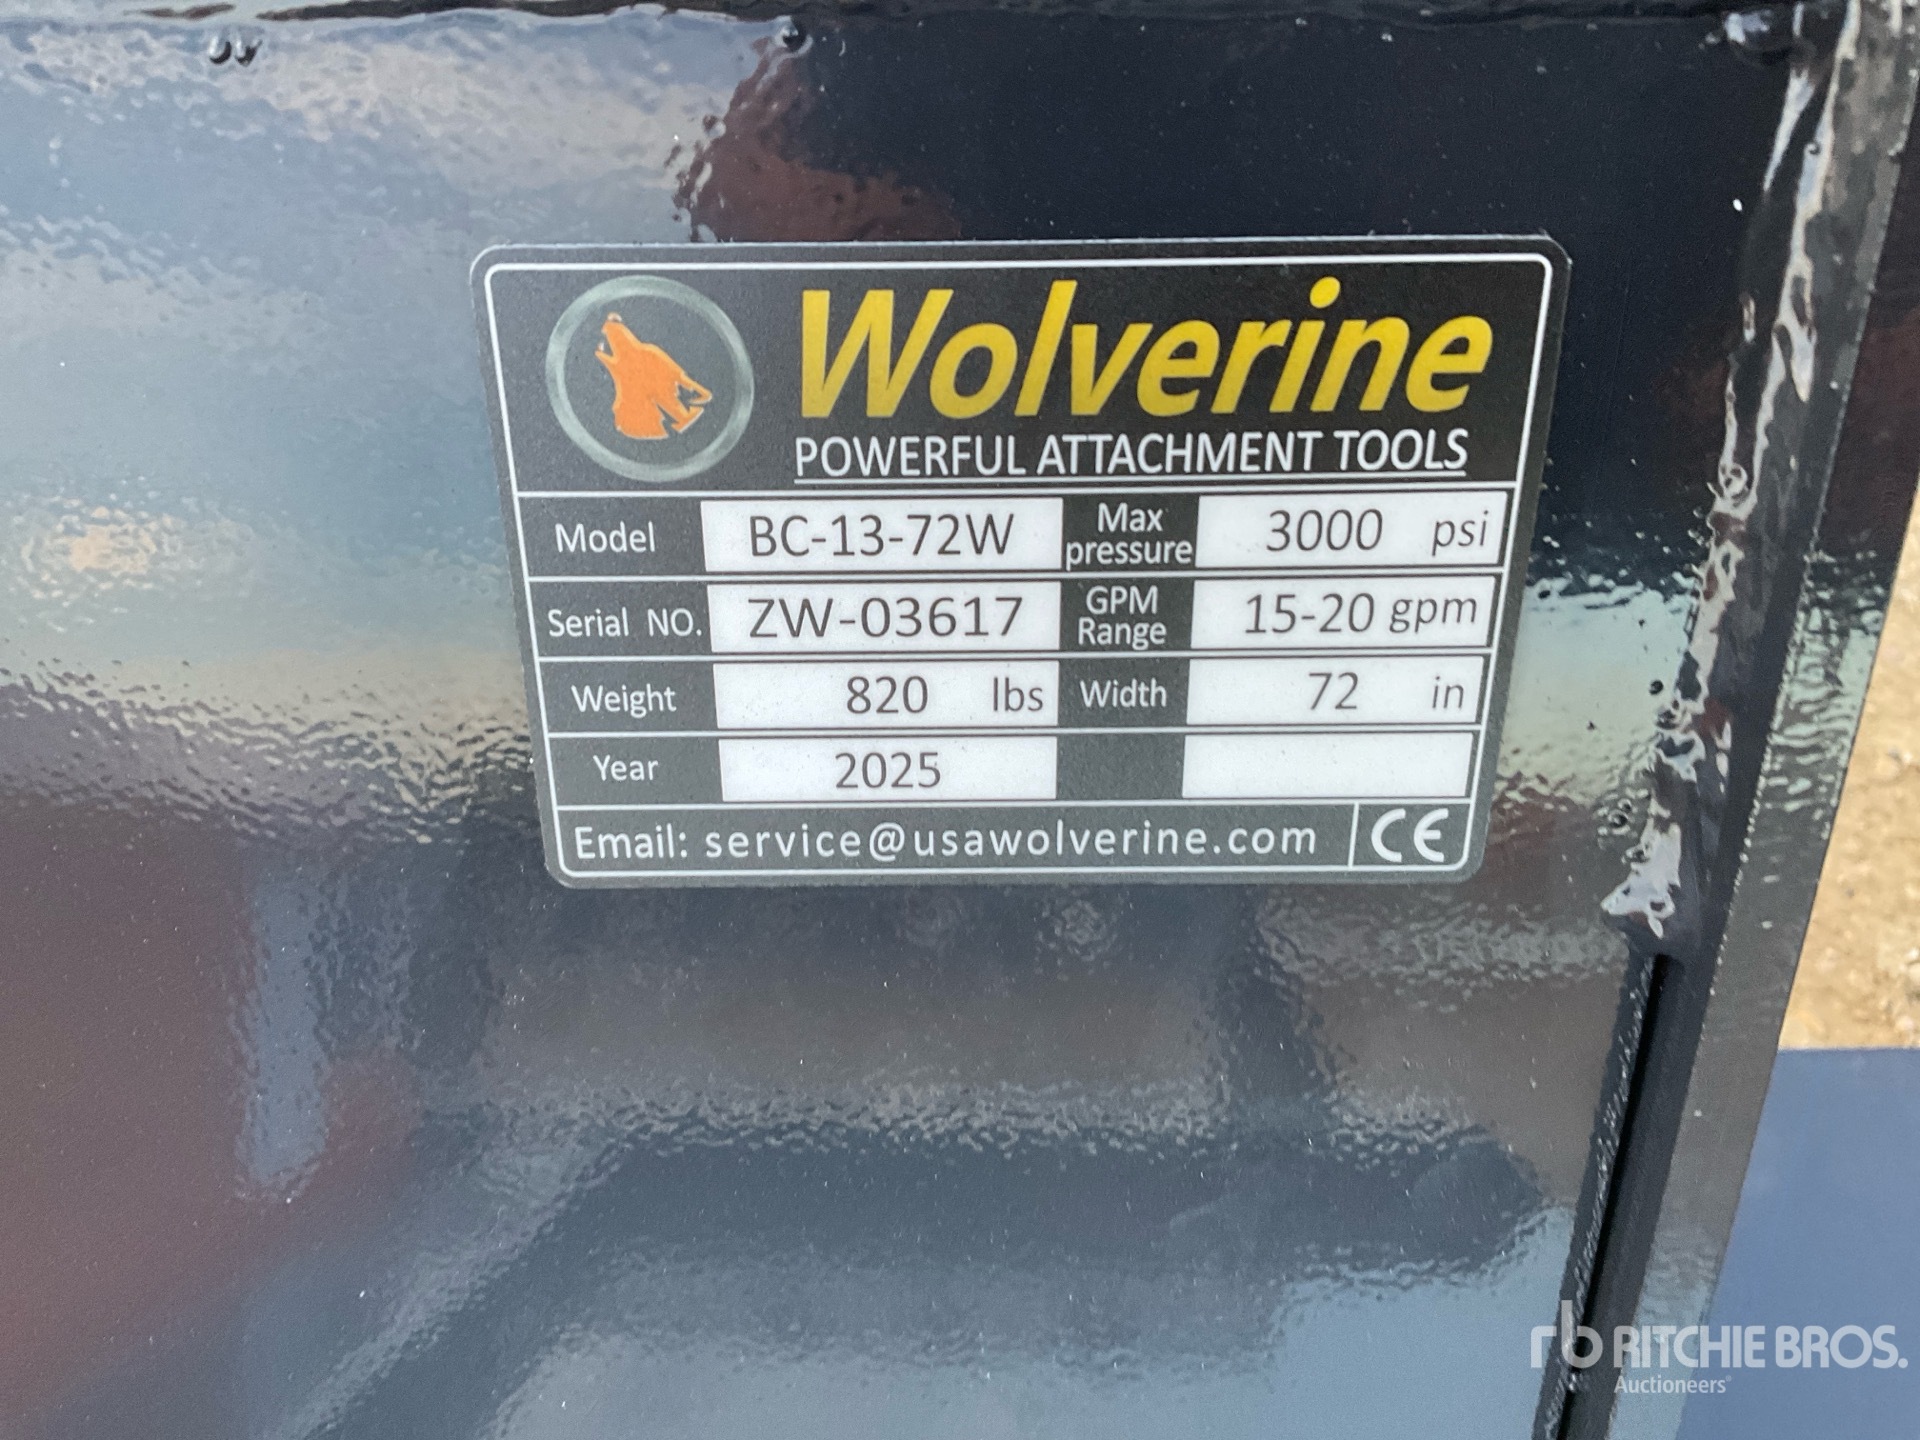 Wolverine
POWERFUL ATTACHMENT TOOLS
Model BC-13-72W Max pressure 3000 psi
Serial NO. ZW-03617 GPM Range 15-20 gpm
Weight 820 lbs Width 72 in
Year 2025
Email: service@usawolverine.com CE
rb RITCHIE BROS.
Auctioneers